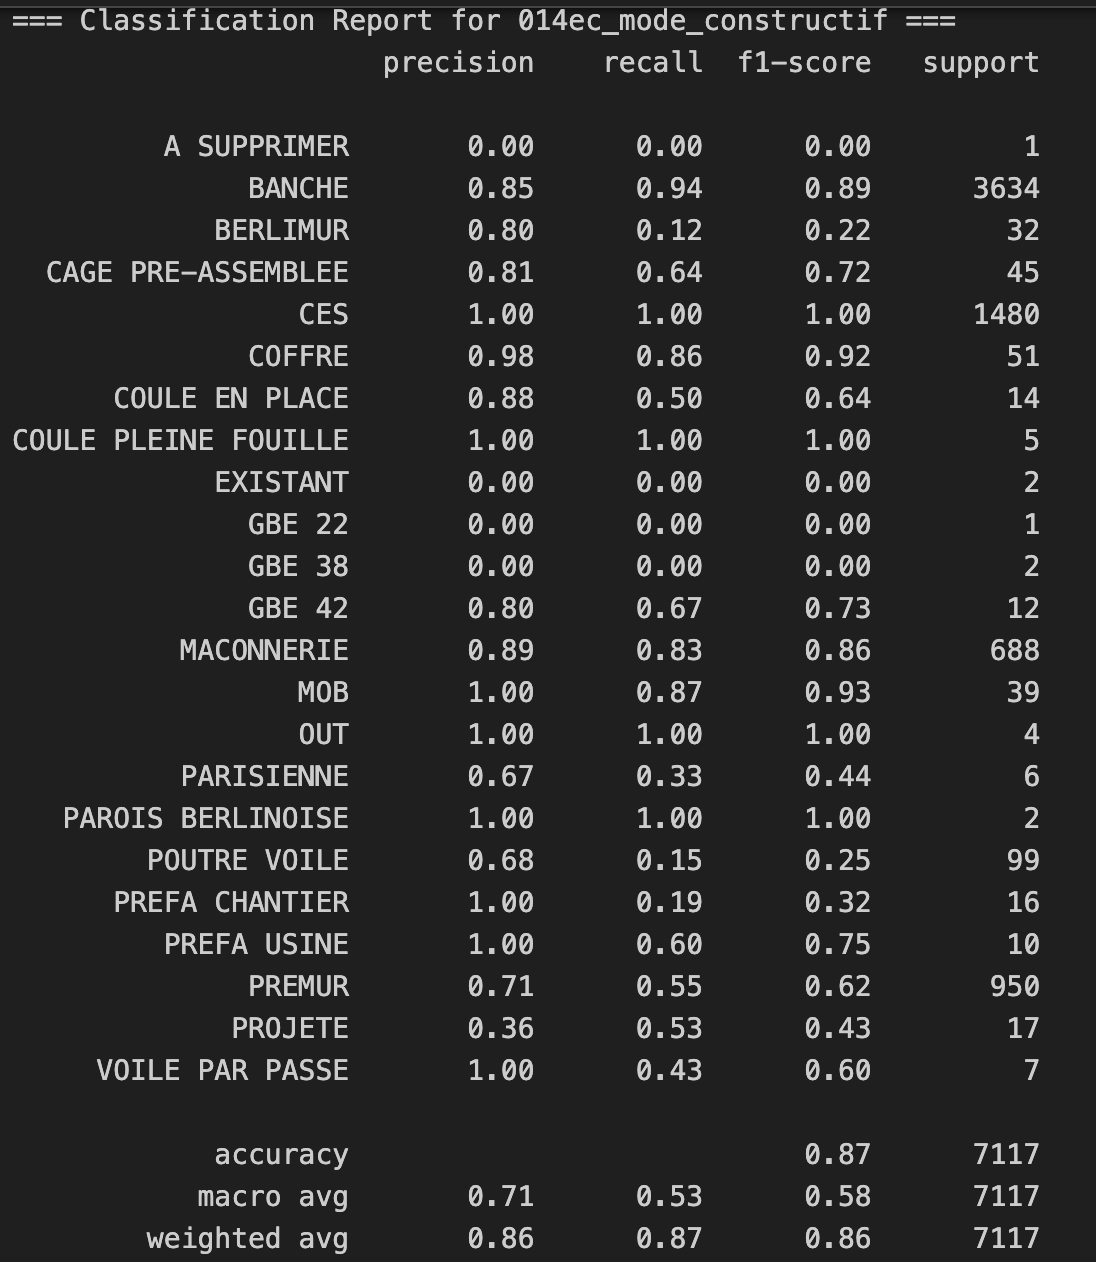 === Classification Report for 014ec_mode_constructif ===
precision recall f1-score support
A SUPPRIMER 0.00 0.00 0.00 1
BANCHE 0.85 0.94 0.89 3634
BERLIMUR 0.80 0.12 0.22 32
CAGE PRE-ASSEMBLEE 0.81 0.64 0.72 45
CES 1.00 1.00 1.00 1480
COFFRE 0.98 0.86 0.92 51
COULE EN PLACE 0.88 0.50 0.64 14
COULE PLEINE FOUILLE 1.00 1.00 1.00 5
EXISTANT 0.00 0.00 0.00 2
GBE 22 0.00 0.00 0.00 1
GBE 38 0.00 0.00 0.00 2
GBE 42 0.80 0.67 0.73 12
MACONNERIE 0.89 0.83 0.86 688
MOB 1.00 0.87 0.93 39
OUT 1.00 1.00 1.00 4
PARISIENNE 0.67 0.33 0.44 6
PAROIS BERLINOISE 1.00 1.00 1.00 2
POUTRE VOILE 0.68 0.15 0.25 99
PREFA CHANTIER 1.00 0.19 0.32 16
PREFA USINE 1.00 0.60 0.75 10
PREMUR 0.71 0.55 0.62 950
PROJETE 0.36 0.53 0.43 17
VOILE PAR PASSE 1.00 0.43 0.60 7
accuracy 0.87 7117
macro avg 0.71 0.53 0.58 7117
weighted avg 0.86 0.87 0.86 7117